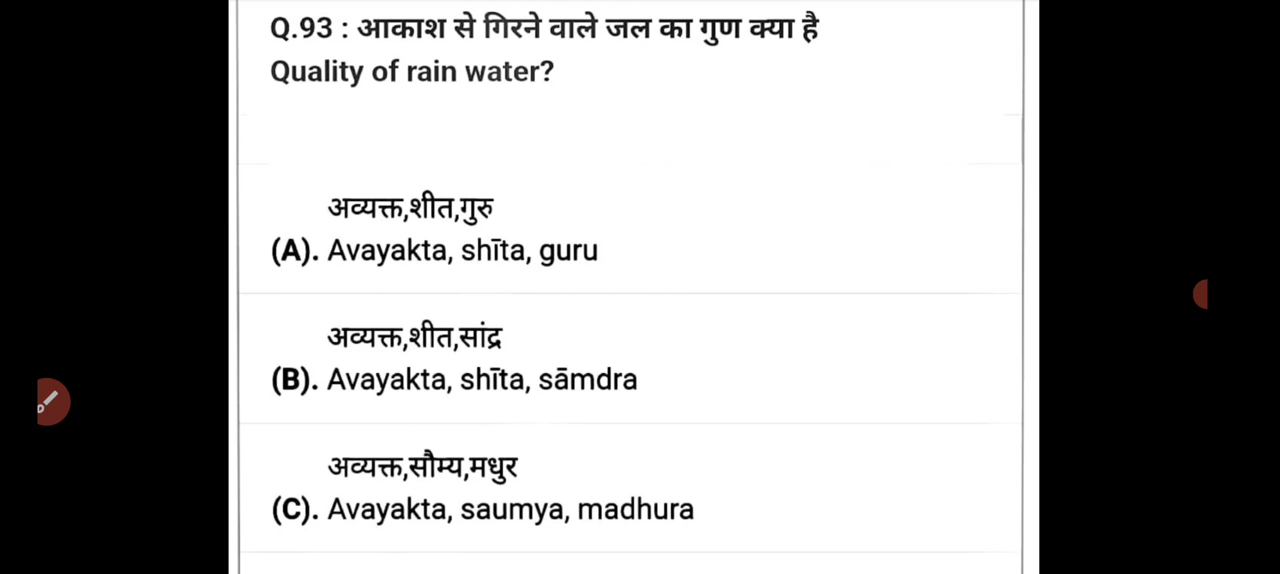 Q.93 : आकाश से गिरने वाले जल का गुण क्या है
Quality of rain water?
अव्यक्त,शीत,गुरु
(A). Avayakta, shīta, guru
अव्यक्त,शीत,सांद्र
(B). Avayakta, shīta, sāmdra
अव्यक्त,सौम्य,मधुर
(C). Avayakta, saumya, madhura